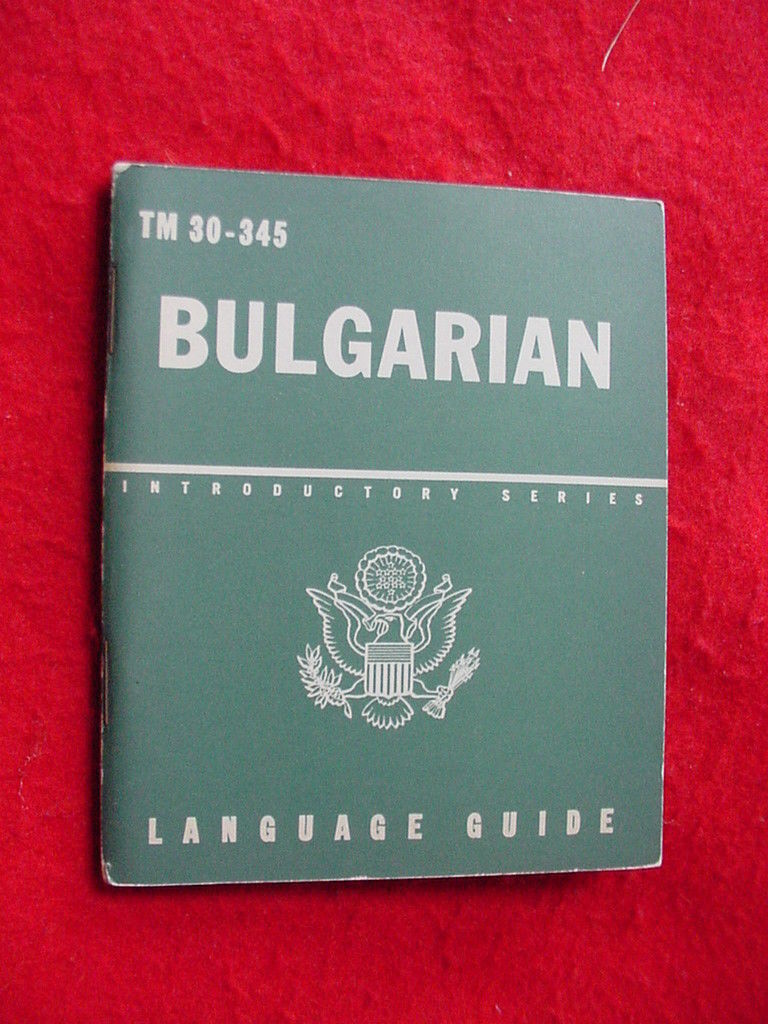 TM 30-345
BULGARIAN
INTRODUCTORY SERIES
LANGUAGE GUIDE